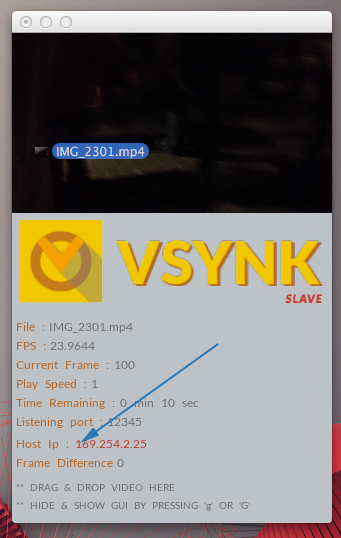 IMG_2301.mp4
VSYNK
SLAVE
File : IMG_2301.mp4
FPS : 23.9644
Current Frame : 100
Play Speed : 1
Time Remaining : 0 min 10 sec
Listening port : 12345
Host Ip : 169.254.2.25
Frame Difference 0
** DRAG & DROP VIDEO HERE
** HIDE & SHOW GUI BY PRESSING 'g' OR 'G'